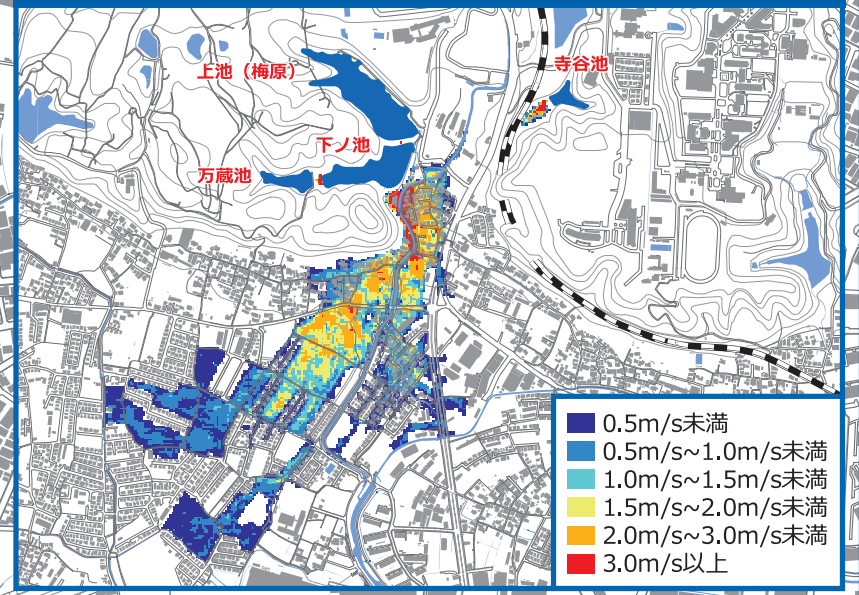 寺谷池
上池（梅原）
下ノ池
万蔵池
0.5m/s未満
0.5m/s~1.0m/s未満
1.0m/s~1.5m/s未満
1.5m/s~2.0m/s未満
2.0m/s~3.0m/s未満
3.0m/s以上